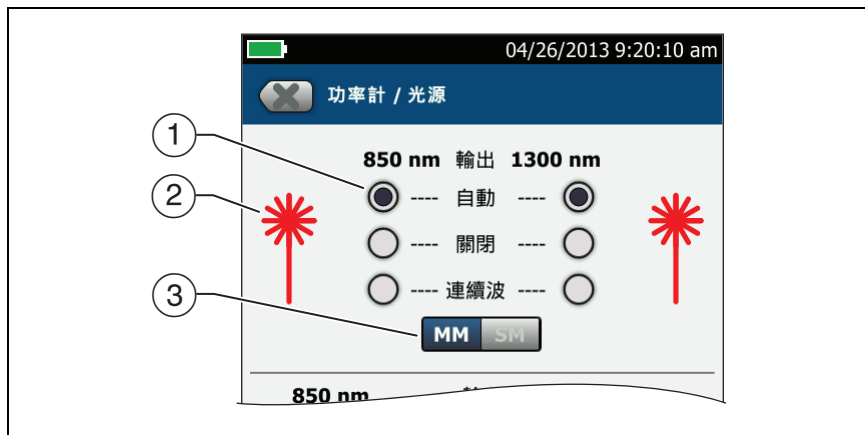 04/26/2013 9:20:10 am
功率計 / 光源
1
850 nm 輸出 1300 nm
2
---- 自動 ----
---- 關閉 ----
3
---- 連續波 ----
MM SM
850 nm